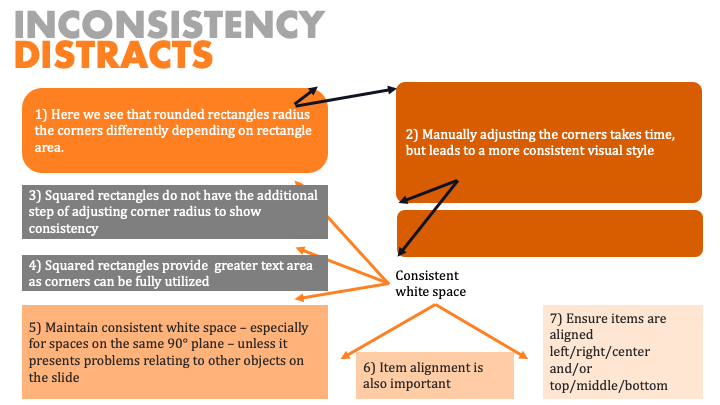 INCONSISTENCY
DISTRACTS
1) Here we see that rounded rectangles radius
the corners differently depending on rectangle
area.
2) Manually adjusting the corners takes time,
but leads to a more consistent visual style
3) Squared rectangles do not have the additional
step of adjusting corner radius to show
consistency
4) Squared rectangles provide  greater text area
as corners can be fully utilized
Consistent
white space
5) Maintain consistent white space – especially
for spaces on the same 90° plane – unless it
presents problems relating to other objects on
the slide
6) Item alignment is
also important
7) Ensure items are
aligned
left/right/center
and/or
top/middle/bottom